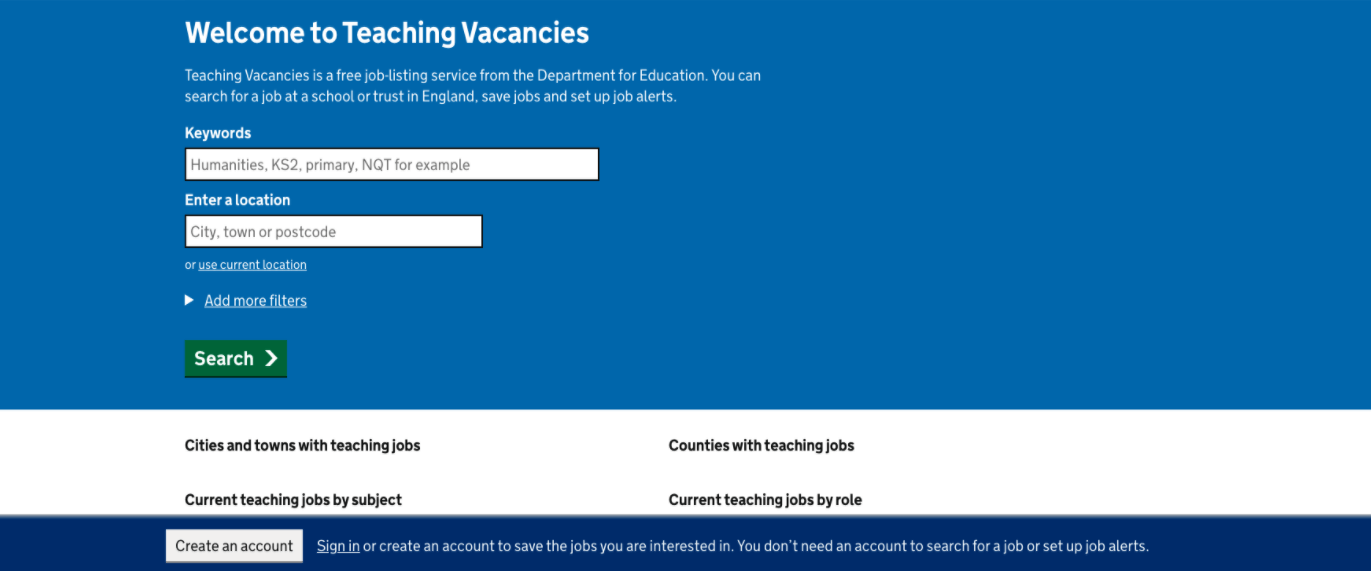 Welcome to Teaching Vacancies
Teaching Vacancies is a free job-listing service from the Department for Education. You can
search for a job at a school or trust in England, save jobs and set up job alerts.
Keywords
Humanities, KS2, primary, NQT for example
Enter a location
City, town or postcode
or use current location
Add more filters
Search
Cities and towns with teaching jobs
Counties with teaching jobs
Current teaching jobs by subject
Current teaching jobs by role
Create an account
Sign in or create an account to save the jobs you are interested in. You don’t need an account to search for a job or set up job alerts.